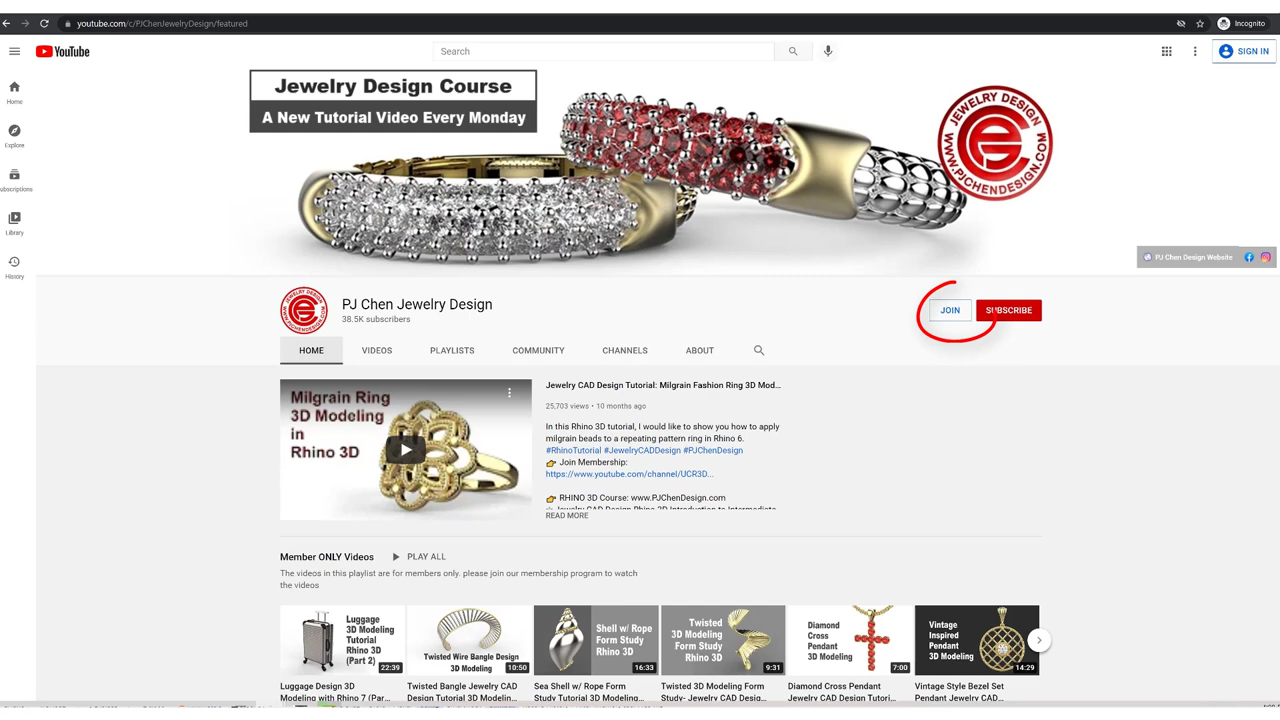 youtube.com/c/PJChenJewelryDesign/featured
Incognito
YouTube
Search
SIGN IN
Home
Explore
ubscriptions
Library
History
Jewelry Design Course
A New Tutorial Video Every Monday
JEWELRY DESIGN
WWW.PJCHENDESIGN.COM
PJ Chen Design Website
PJ Chen Jewelry Design
38.5K subscribers
JOIN
SUBSCRIBE
HOME
VIDEOS
PLAYLISTS
COMMUNITY
CHANNELS
ABOUT
Milgrain Ring
3D Modeling
in
Rhino 3D
Jewelry CAD Design Tutorial: Milgrain Fashion Ring 3D Mod...
25,703 views • 10 months ago
In this Rhino 3D tutorial, I would like to show you how to apply
milgrain beads to a repeating pattern ring in Rhino 6.
#RhinoTutorial #JewelryCADDesign #PJChenDesign
👉 Join Membership:
https://www.youtube.com/channel/UCR3D...
👉 RHINO 3D Course: www.PJChenDesign.com
Jewelry CAD Design Rhino 3D Introduction to Intermediate
READ MORE
Member ONLY Videos
PLAY ALL
The videos in this playlist are for members only. please join our membership program to watch
the videos
Luggage
3D Modeling
Tutorial
Rhino 3D
(Part 2)
22:39
Twisted Wire Bangle Design
3D Modeling
10:50
Shell w/ Rope
Form Study
Rhino 3D
16:33
Twisted
3D Modeling
Form Study
Rhino 3D
9:31
Diamond
Cross
Pendant
3D Modeling
7:00
Vintage
Inspired
Pendant
3D Modeling
14:29
Luggage Design 3D
Modeling with Rhino 7 (Par...
Twisted Bangle Jewelry CAD
Design Tutorial 3D Modelin...
Sea Shell w/ Rope Form
Study Tutorial 3D Modelin...
Twisted 3D Modeling Form
Study- Jewelry CAD Desig...
Diamond Cross Pendant
Jewelry CAD Design Tutori...
Vintage Style Bezel Set
Pendant Jewelry CAD...